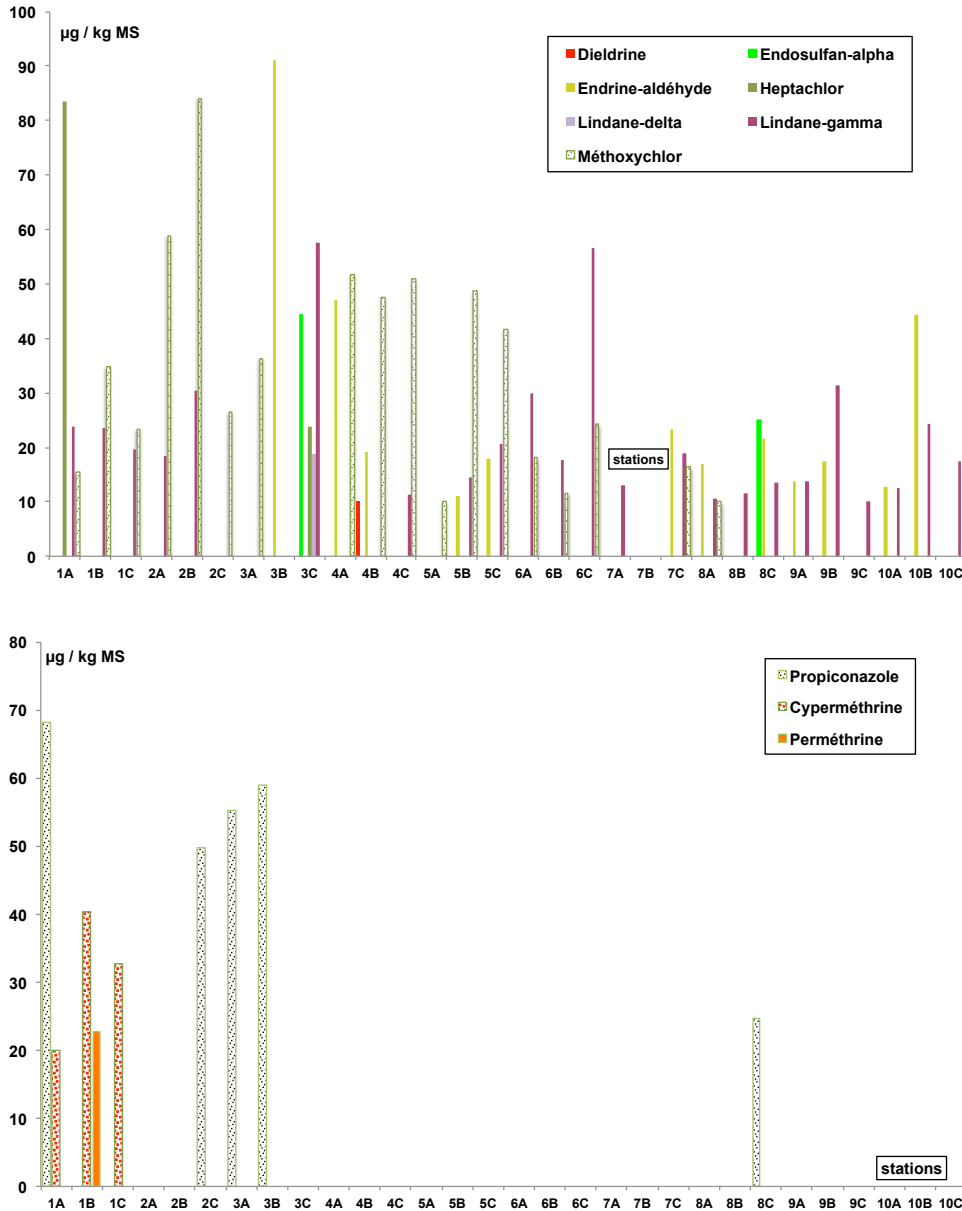 µg / kg MS
100
90
80
70
60
50
40
30
20
10
0
Dieldrine Endosulfan-alpha
Endrine-aldéhyde Heptachlor
Lindane-delta Lindane-gamma
Méthoxychlor
stations
1A 1B 1C 2A 2B 2C 3A 3B 3C 4A 4B 4C 5A 5B 5C 6A 6B 6C 7A 7B 7C 8A 8B 8C 9A 9B 9C 10A 10B 10C
µg / kg MS
80
70
60
50
40
30
20
10
0
Propiconazole
Cyperméthrine
Perméthrine
stations
1A 1B 1C 2A 2B 2C 3A 3B 3C 4A 4B 4C 5A 5B 5C 6A 6B 6C 7A 7B 7C 8A 8B 8C 9A 9B 9C 10A 10B 10C